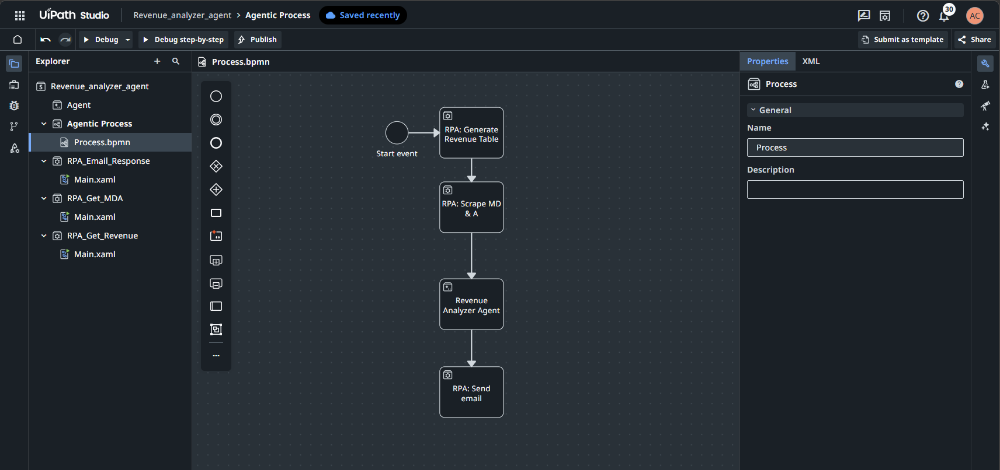 UiPath Studio
Revenue_analyzer_agent > Agentic Process
Saved recently
30
AC
Debug
Debug step-by-step
Publish
Submit as template
Share
Explorer
Revenue_analyzer_agent
Agent
Agentic Process
Process.bpmn
RPA_Email_Response
Main.xaml
RPA_Get_MDA
Main.xaml
RPA_Get_Revenue
Main.xaml
Process.bpmn
Start event
RPA: Generate
Revenue Table
RPA: Scrape MD
& A
Revenue
Analyzer Agent
RPA: Send
email
Properties
XML
Process
General
Name
Process
Description